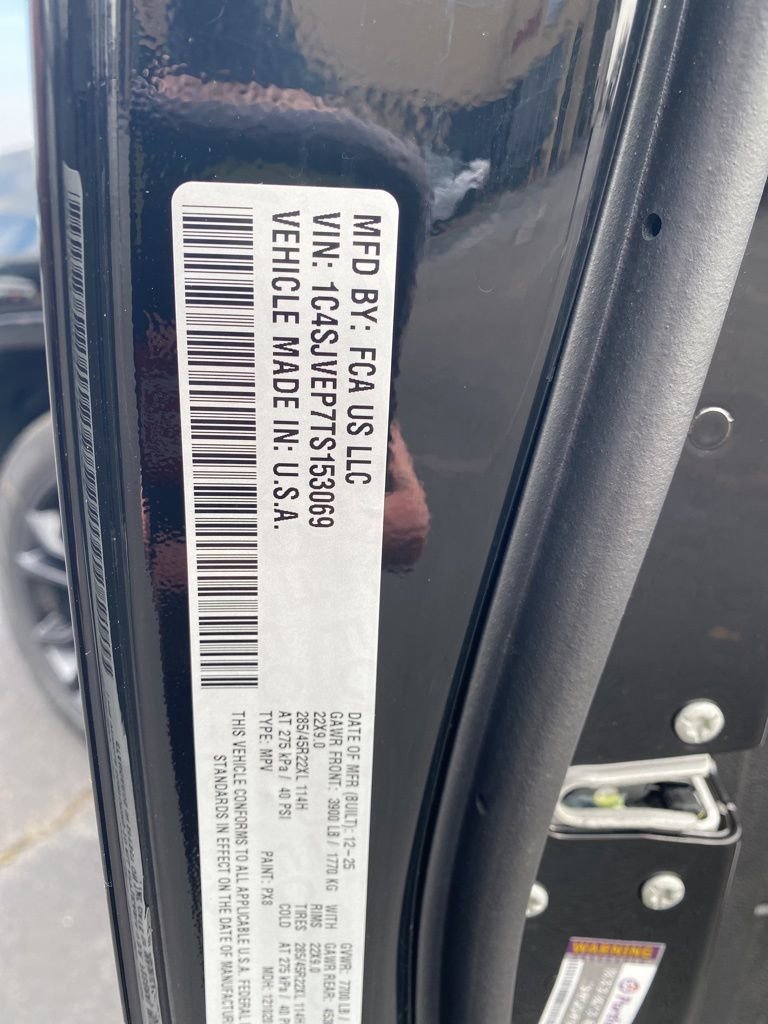 MFD BY: FCA US LLC
VIN: 1C4SJVEP7TS153069
VEHICLE MADE IN: U.S.A.
DATE OF MFR (BUILT): 12-25 GVWR: 7700 LB /
GAWR FRONT: 3900 LB / 1770 KG WITH GAWR REAR:
22X9.0 RIMS 22X9.0
285/45R22XL 114H TIRES 285/45R22XL 114H
AT 275 kPa / 40 PSI COLD AT 275 kPa / 40
TYPE: MPV PAINT: PX8 MDH:
THIS VEHICLE CONFORMS TO ALL APPLICABLE U.S.A. FEDERAL
STANDARDS IN EFFECT ON THE DATE OF
WARNING